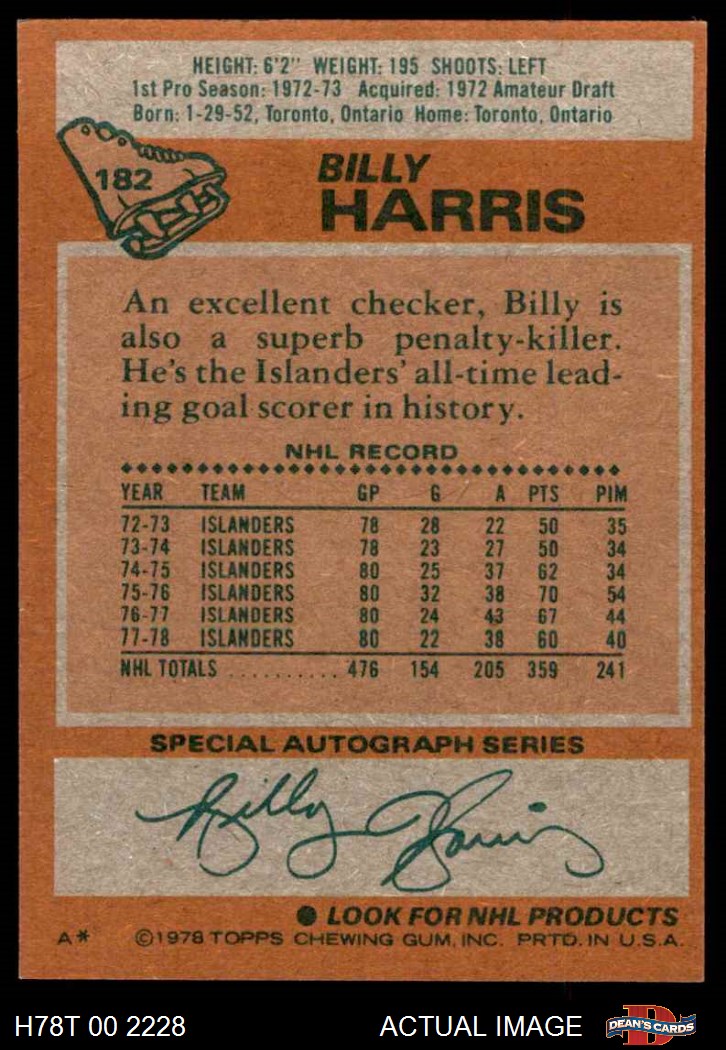 HEIGHT: 6'2" WEIGHT: 195 SHOOTS: LEFT
1st Pro Season: 1972-73 Acquired: 1972 Amateur Draft
Born: 1-29-52, Toronto, Ontario Home: Toronto, Ontario
182
BILLY
HARRIS
An excellent checker, Billy is
also a superb penalty-killer.
He's the Islanders' all-time lead-
ing goal scorer in history.
NHL RECORD
YEAR TEAM GP G A PTS PIM
72-73 ISLANDERS 78 28 22 50 35
73-74 ISLANDERS 78 23 27 50 34
74-75 ISLANDERS 80 25 37 62 34
75-76 ISLANDERS 80 32 38 70 54
76-77 ISLANDERS 80 24 43 67 44
77-78 ISLANDERS 80 22 38 60 40
NHL TOTALS .......... 476 154 205 359 241
SPECIAL AUTOGRAPH SERIES
Billy Harris
● LOOK FOR NHL PRODUCTS
A* ©1978 TOPPS CHEWING GUM, INC. PRTD. IN U.S.A.
H78T 00 2228 ACTUAL IMAGE D DEAN'S CARDS